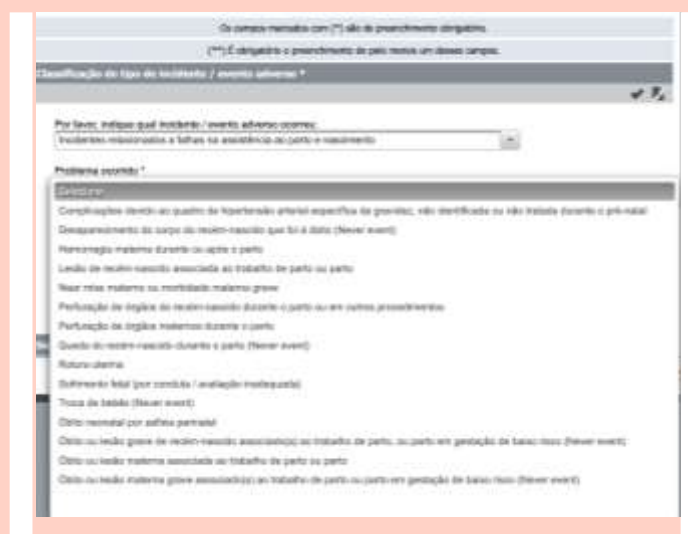 Os campos marcados com (*) são de preenchimento obrigatório.
(**) É obrigatório o preenchimento de pelo menos um desses campos.
Classificação do tipo de incidente / evento adverso *
Por favor, indique qual incidente / evento adverso ocorreu:
Incidentes relacionados a falhas na assistência ao parto e nascimento
Problema ocorrido *
Selecione
Complicações devido ao quadro de hipertensão arterial específica da gravidez, não identificada ou não tratada durante o pré-natal
Desaparecimento do corpo do recém-nascido que foi a óbito (Never event)
Hemorragia materna durante ou após o parto
Lesão de recém-nascido associada ao trabalho de parto ou parto
Near miss materno ou morbidade materna grave
Perfuração de órgãos do recém-nascido durante o parto ou em outros procedimentos
Perfuração de órgãos maternos durante o parto
Queda do recém-nascido durante o parto (Never event)
Rotura uterina
Sofrimento fetal (por conduta / avaliação inadequada)
Troca de bebês (Never event)
Óbito neonatal por asfixia perinatal
Óbito ou lesão grave de recém-nascido associado(s) ao trabalho de parto, ou parto em gestação de baixo risco (Never event)
Óbito ou lesão materna associada ao trabalho de parto ou parto
Óbito ou lesão materna grave associado(s) ao trabalho de parto ou parto em gestação de baixo risco (Never event)